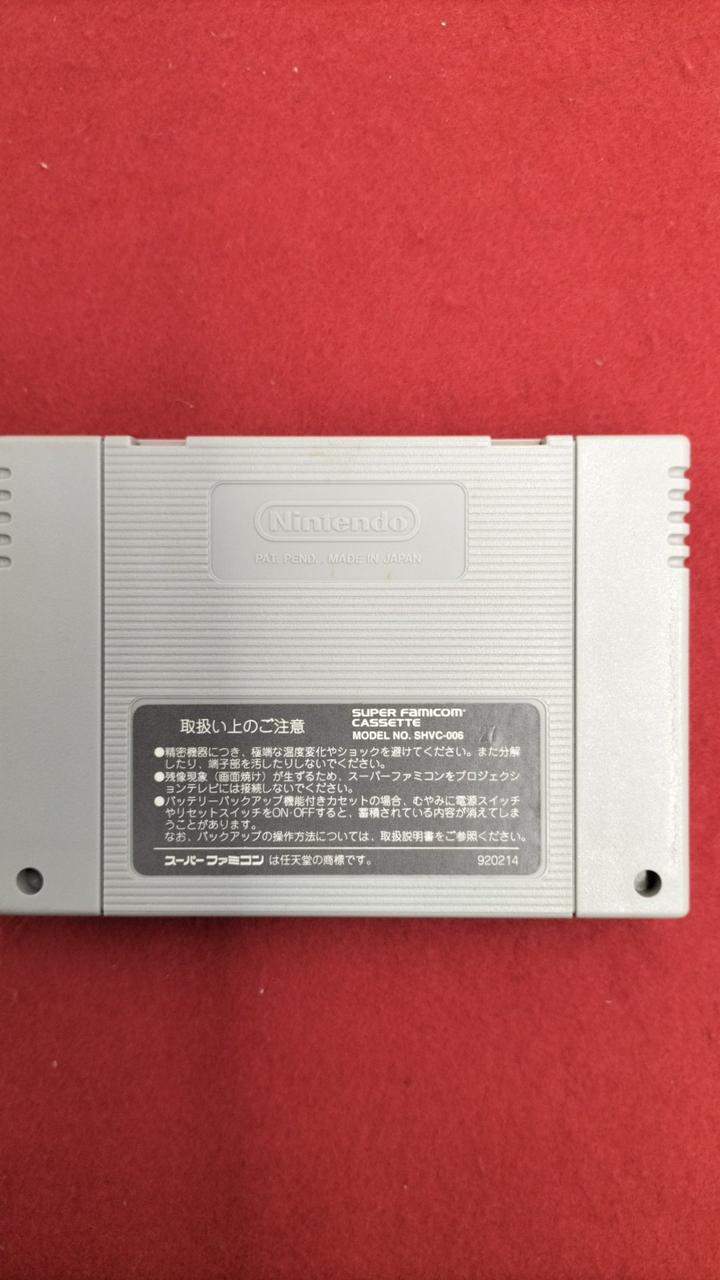 Nintendo
PAT. PEND. . MADE IN JAPAN
取扱い上のご注意
SUPER FAMICOM
CASSETTE
MODEL NO. SHVC-006
27
●精密機器につき、極端な温度変化やショックを避けてください。また分解
したり、端子部を汚したりしないでください。
●残像現象（画面焼け）が生ずるため、スーパーファミコンをプロジェクシ
ョンテレビには接続しないでください。
●バッテリーバックアップ機能付きカセットの場合、むやみに電源スイッチ
やリセットスイッチをON・OFFすると、蓄積されている内容が消えてしま
うことがあります。
なお、バックアップの操作方法については、取扱説明書をご参照ください。
スーパーファミコン は任天堂の商標です。
920214